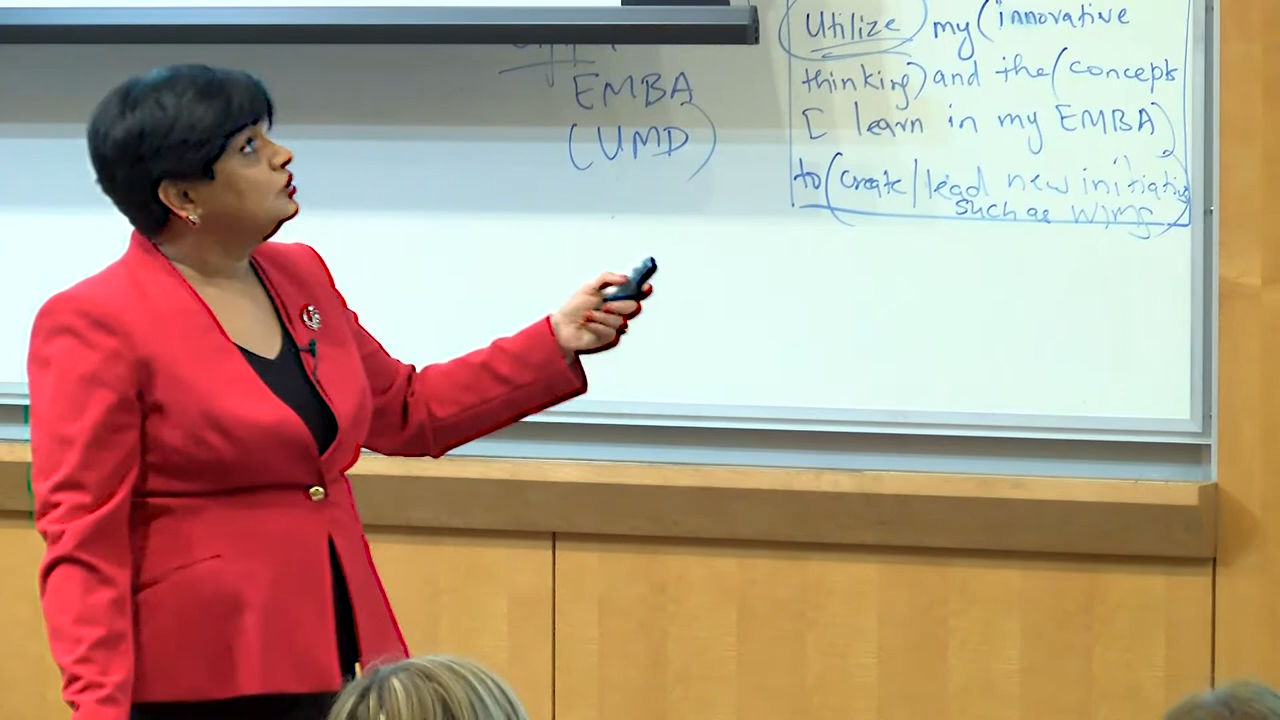 EMBA
(UMD)
Utilize my (innovative
thinking) and the (concepts
I learn in my EMBA)
to (create/lead new initiative
such as